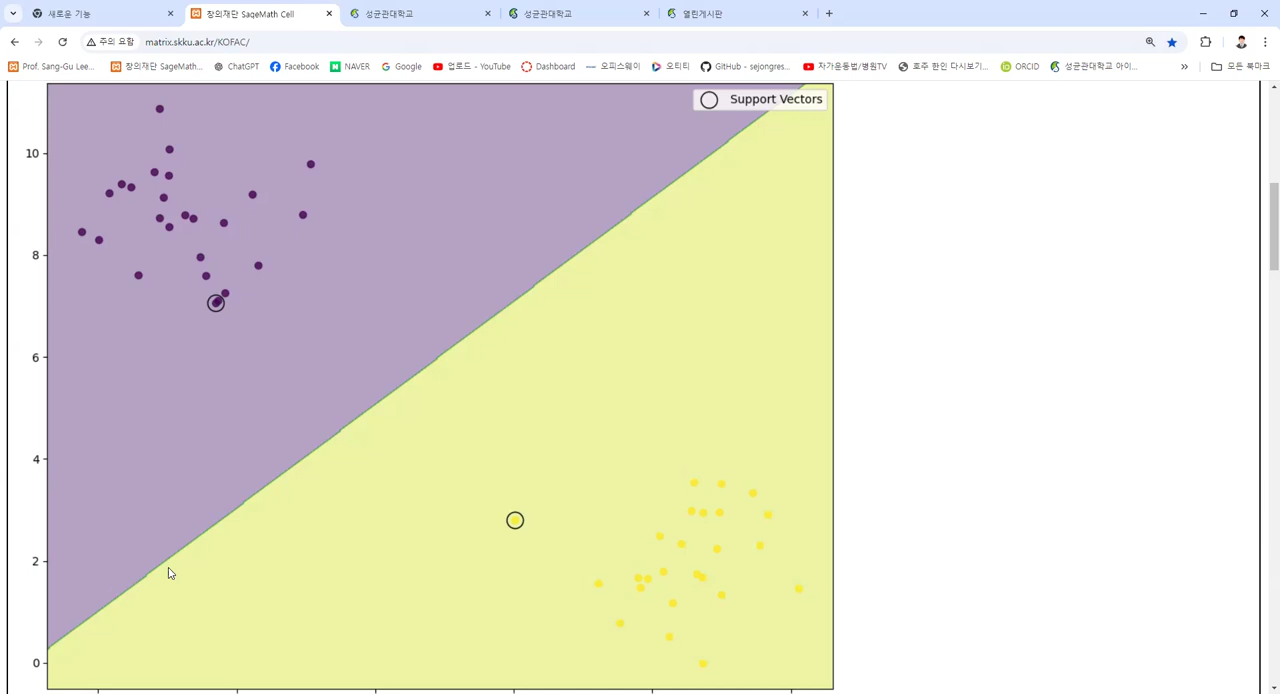 새로운 기능
창의재단 SageMath Cell
성균관대학교
성균관대학교
열린게시판
주의 요함
matrix.skku.ac.kr/KOFAC/
Prof. Sang-Gu Lee...
창의재단 SageMath...
ChatGPT
Facebook
NAVER
Google
업로드 - YouTube
Dashboard
오피스웨이
오티티
GitHub - sejongres...
자가운동법/병원TV
호주 한인 다시보기...
ORCID
성균관대학교 아이...
모든 북마크
Support Vectors
10
8
6
4
2
0